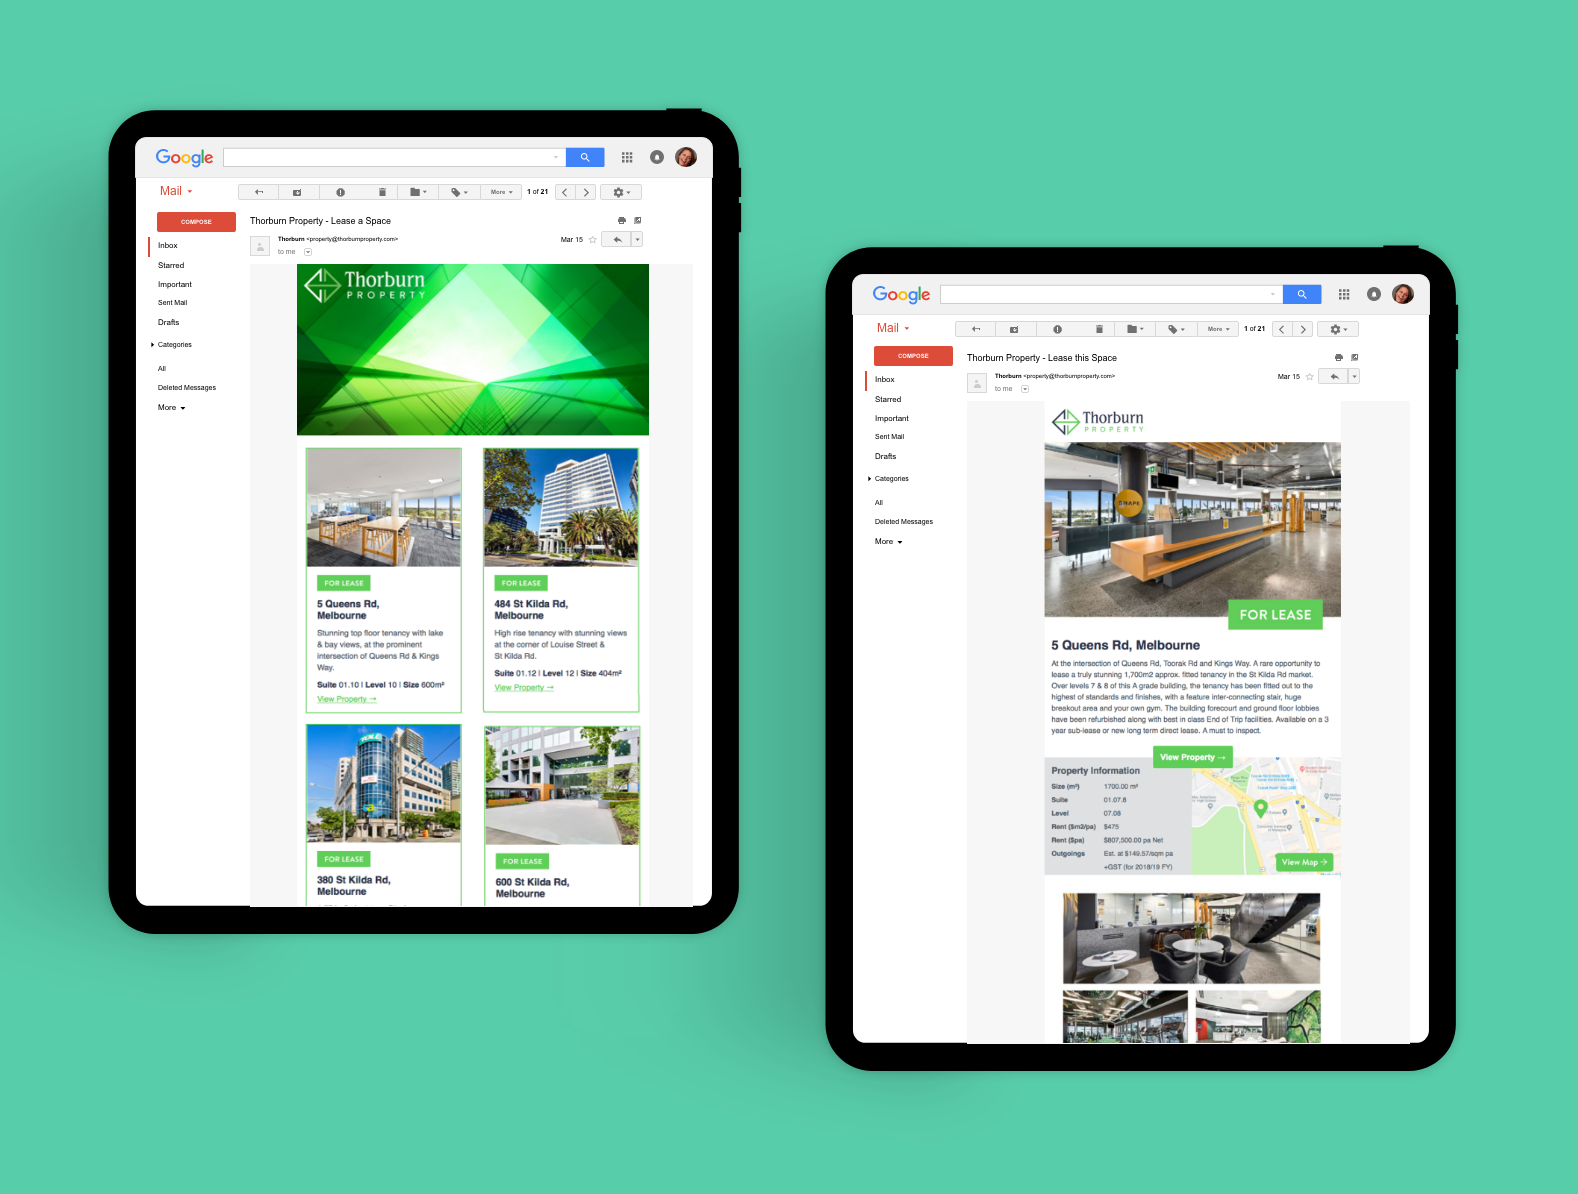 Google
Mail
More
1 of 21
COMPOSE
Thorburn Property - Lease a Space
Thorburn <property@thorburnproperty.com>
Mar 15
to me
Inbox
Starred
Important
Sent Mail
Drafts
Categories
All
Deleted Messages
More
Thorburn
PROPERTY
FOR LEASE
5 Queens Rd,
Melbourne
Stunning top floor tenancy with lake
& bay views, at the prominent
intersection of Queens Rd & Kings
Way.
Suite 01.10 | Level 10 | Size 600m²
View Property →
FOR LEASE
484 St Kilda Rd,
Melbourne
High rise tenancy with stunning views
at the corner of Louise Street &
St Kilda Rd.
Suite 01.12 | Level 12 | Size 404m²
View Property →
FOR LEASE
380 St Kilda Rd,
Melbourne
FOR LEASE
600 St Kilda Rd,
Melbourne
Google
Mail
More
1 of 21
COMPOSE
Thorburn Property - Lease this Space
Thorburn <property@thorburnproperty.com>
Mar 15
to me
Inbox
Starred
Important
Sent Mail
Drafts
Categories
All
Deleted Messages
More
Thorburn
PROPERTY
SHAPE
FOR LEASE
5 Queens Rd, Melbourne
At the intersection of Queens Rd, Toorak Rd and Kings Way. A rare opportunity to
lease a truly stunning 1,700m2 approx. fitted tenancy in the St Kilda Rd market.
Over levels 7 & 8 of this A grade building, the tenancy has been fitted out to the
highest of standards and finishes, with a feature inter-connecting stair, huge
breakout area and your own gym. The building forecourt and ground floor lobbies
have been refurbished along with best in class End of Trip facilities. Available on a 3
year sub-lease or new long term direct lease. A must to inspect.
View Property →
Property Information
Size (m²) 1700.00 m²
Suite 01.07.8
Level 07.08
Rent ($m2/pa) $475
Rent ($pa) $807,500.00 pa Net
Outgoings Est. at $149.57/sqm pa
+GST (for 2018/19 FY)
View Map →